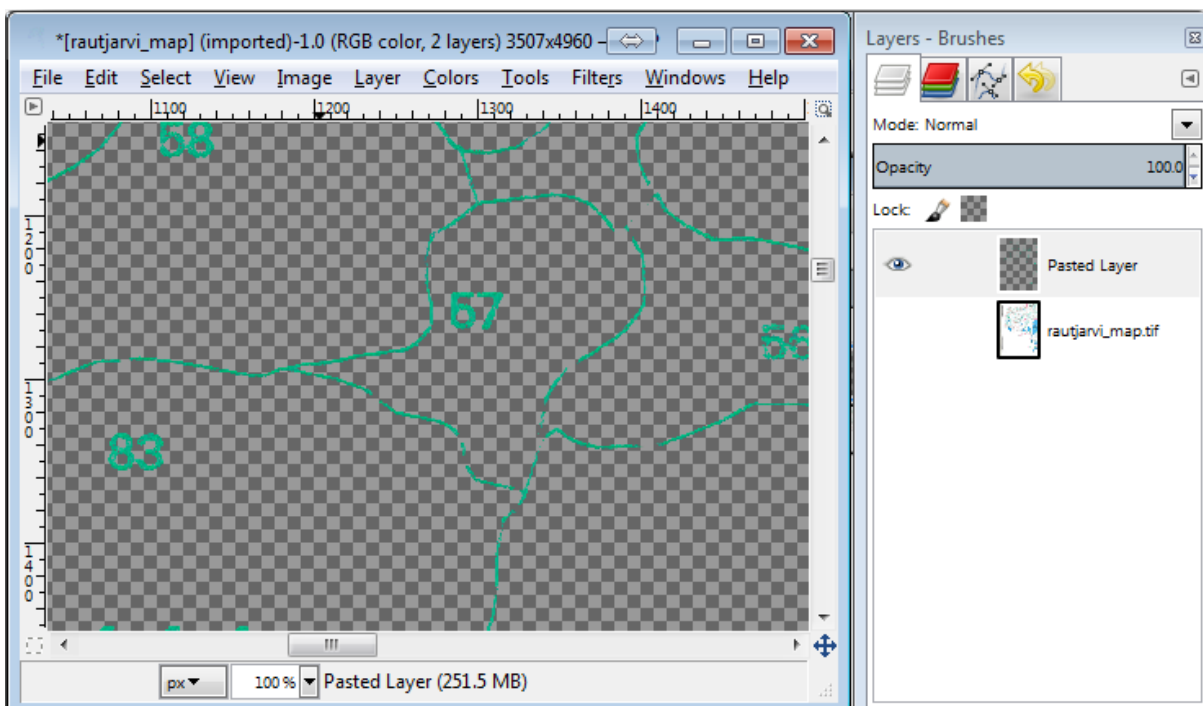 *[rautjarvi_map] (imported)-1.0 (RGB color, 2 layers) 3507x4960 –
File Edit Select View Image Layer Colors Tools Filters Windows Help
1100 1200 1300 1400
1200
1300
1400
58
57
56
83
px 100 % Pasted Layer (251.5 MB)
Layers - Brushes
Mode: Normal
Opacity 100.0
Lock:
Pasted Layer
rautjarvi_map.tif